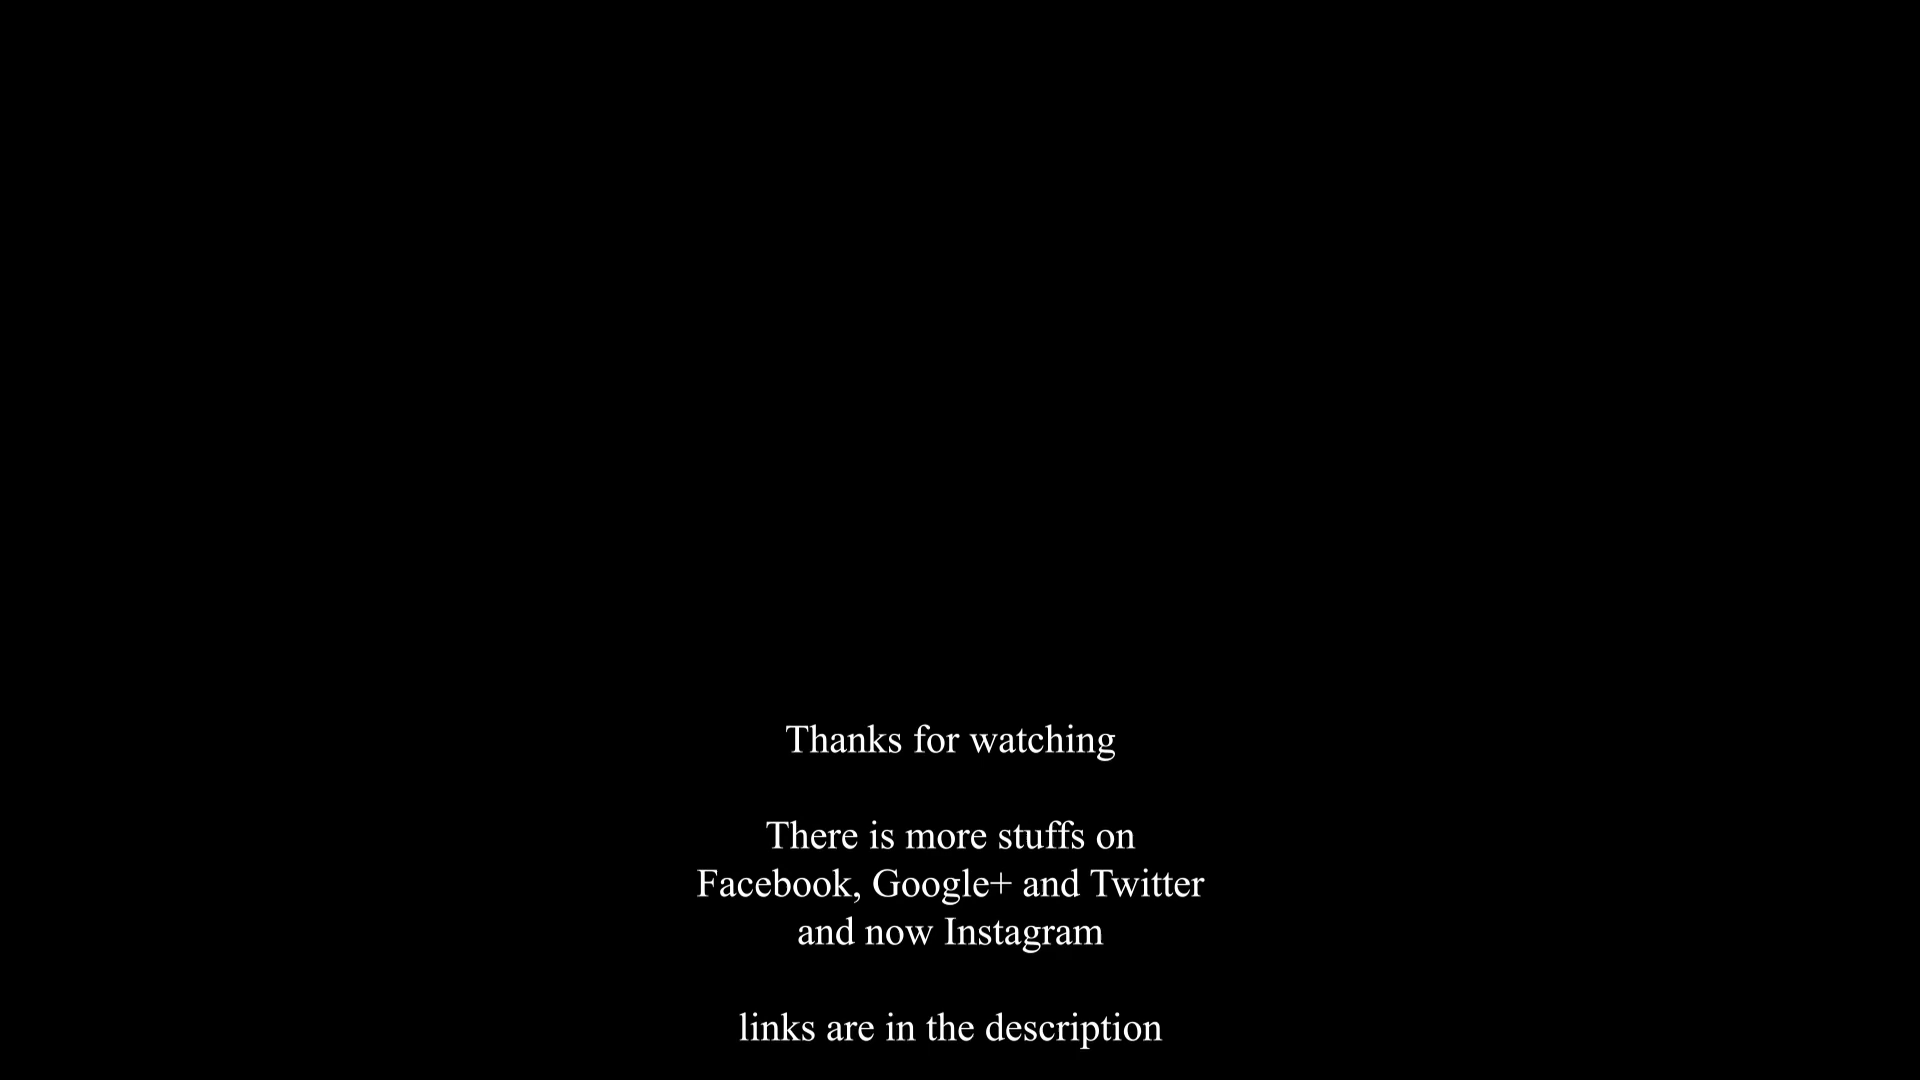 Thanks for watching
There is more stuffs on
Facebook, Google+ and Twitter
and now Instagram
links are in the description